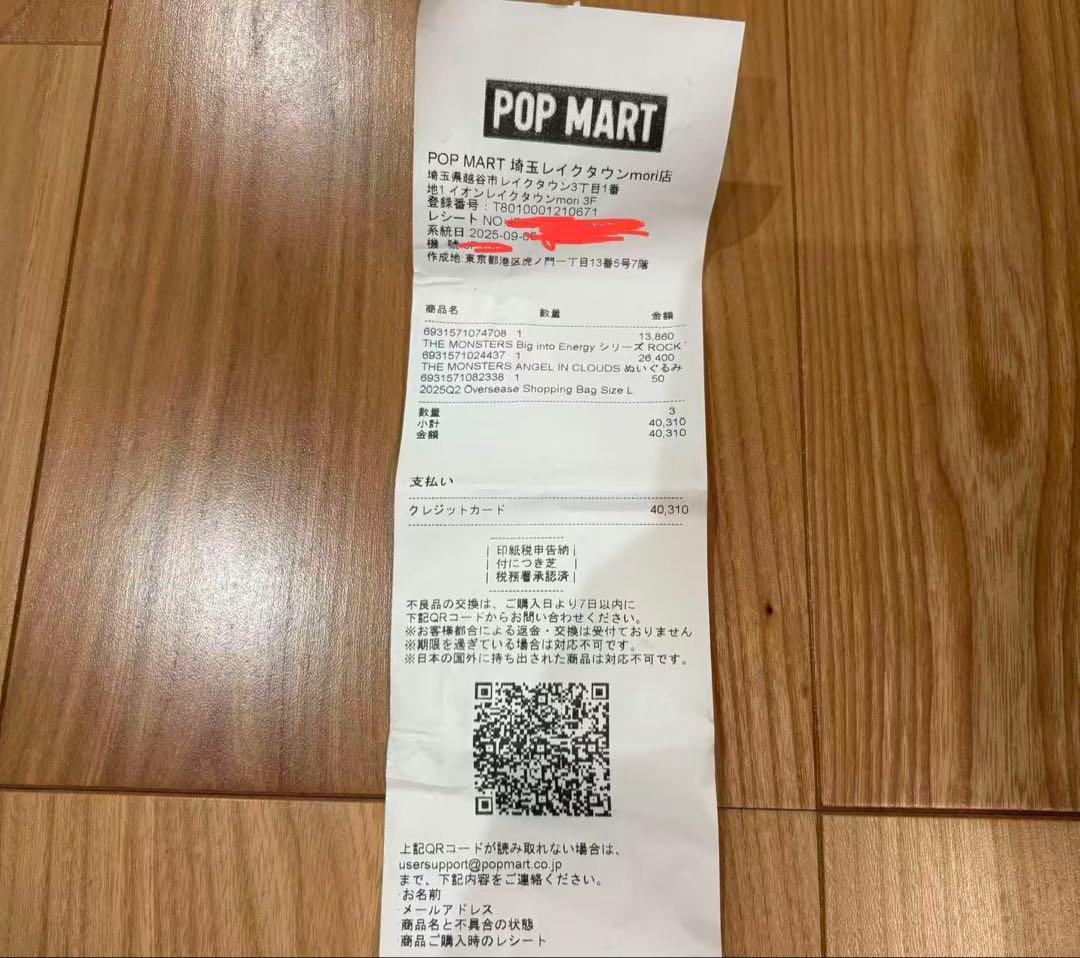 POP MART
POP MART 埼玉レイクタウンmori店
埼玉県越谷市レイクタウン3丁目1番
地1 イオンレイクタウンmori 3F
登録番号：T8010001210671
レシート NO
系統日:2025-09-0
機 號
作成地:東京都港区虎ノ門一丁目13番5号7階
商品名 数量 金額
6931571074708 1 13,860
THE MONSTERS Big into Energy シリーズ ROCK
6931571024437 1 26,400
THE MONSTERS ANGEL IN CLOUDS ぬいぐるみ
6931571082338 1 50
2025Q2 Oversease Shopping Bag Size L
数量 3
小計 40,310
金額 40,310
支払い
クレジットカード 40,310
印紙税申告納
付につき芝
税務署承認済
不良品の交換は、ご購入日より7日以内に
下記QRコードからお問い合わせください。
※お客様都合による返金・交換は受付ておりません
※期限を過ぎている場合は対応不可です。
※日本の国外に持ち出された商品は対応不可です。
上記QRコードが読み取れない場合は、
usersupport@popmart.co.jp
まで、下記内容をご連絡ください。
·お名前
·メールアドレス
·商品名と不具合の状態
·商品ご購入時のレシート